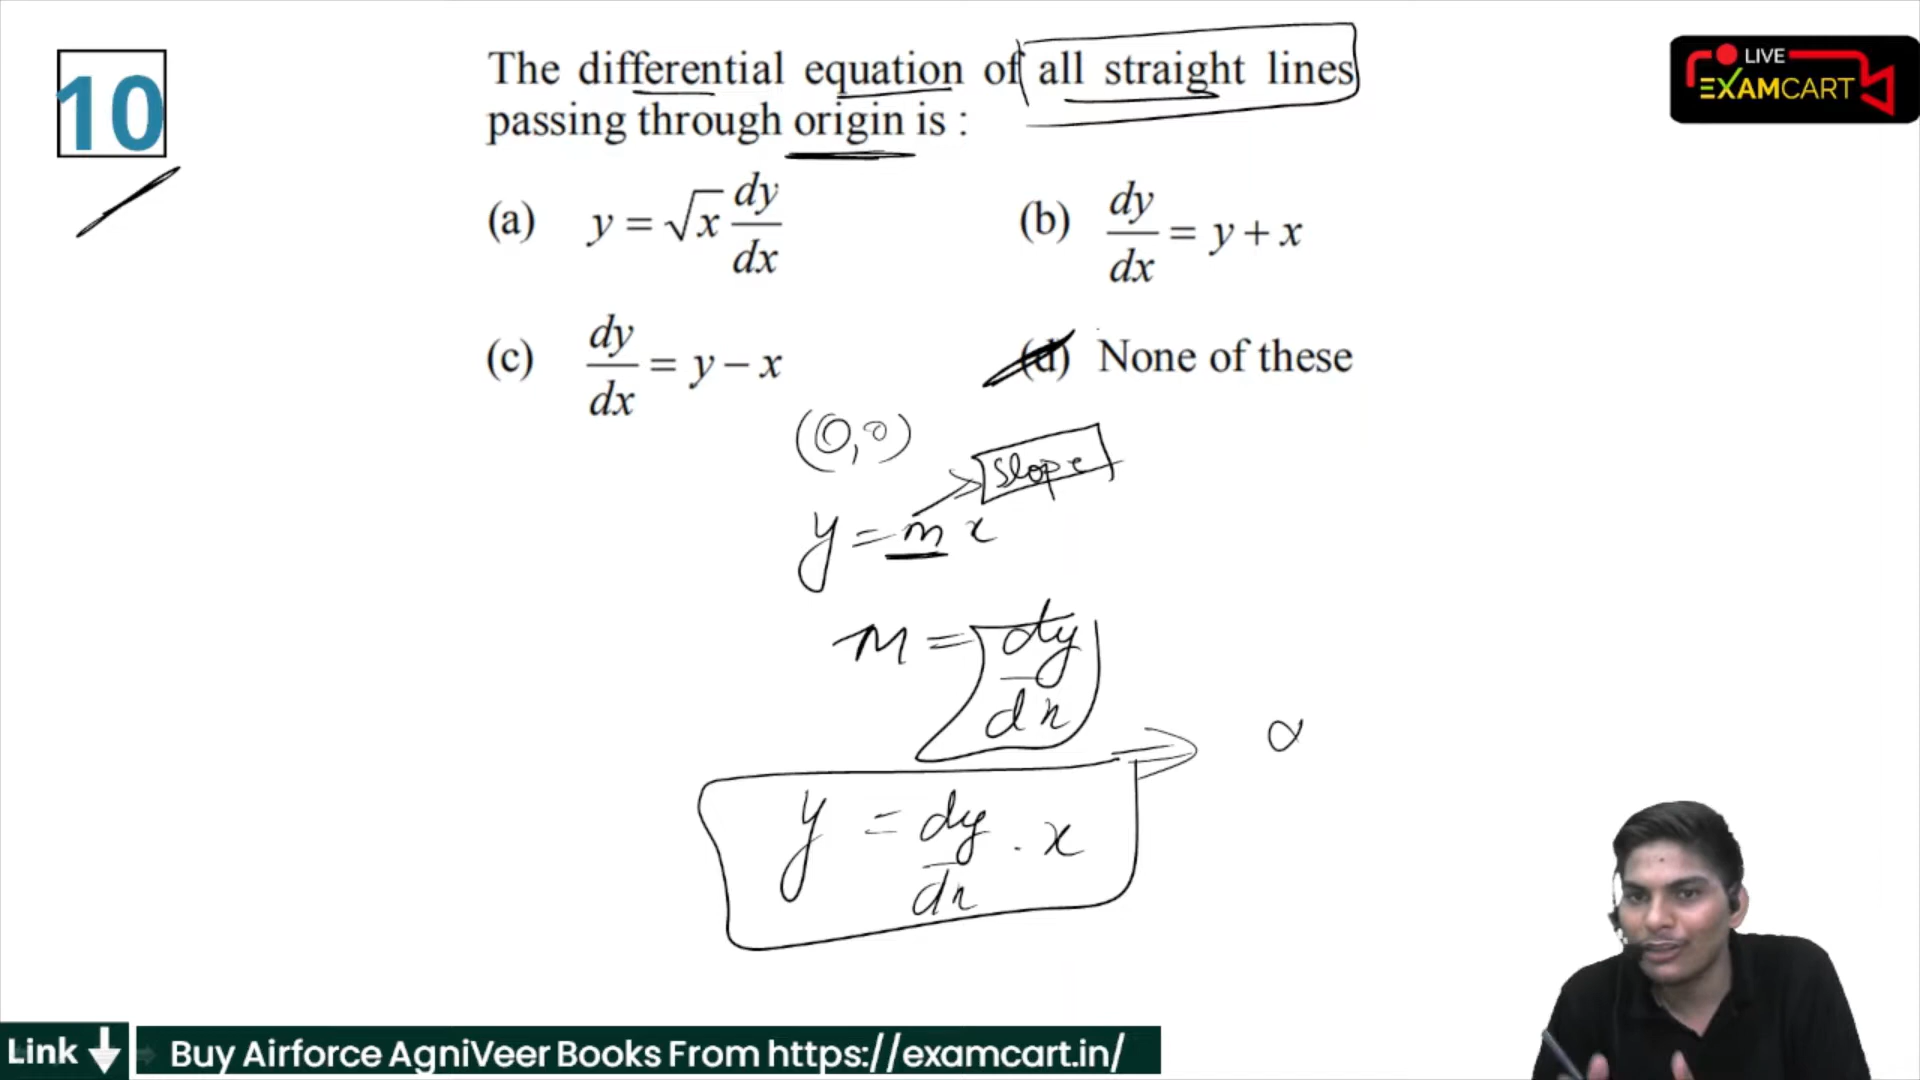 10
The differential equation of all straight lines
passing through origin is :
(a) y = √x dy/dx
(b) dy/dx = y + x
(c) dy/dx = y − x
(d) None of these
(0,0)
slope
y = m x
m = dy/dx
y = dy/dx . x
LIVE
EXAMCART
Link
Buy Airforce AgniVeer Books From https://examcart.in/